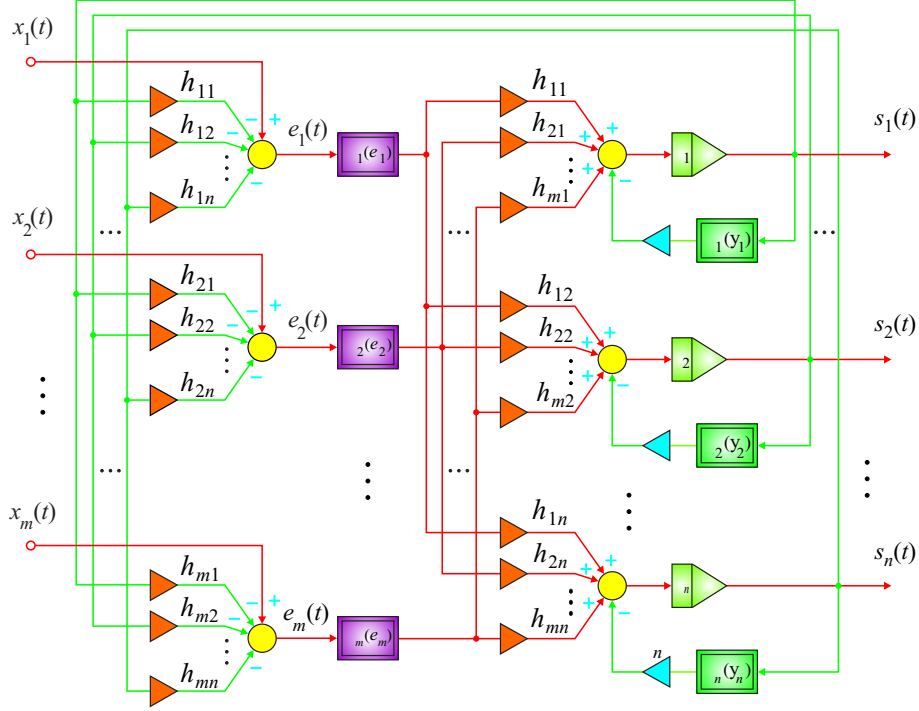 x1(t)
h11
h12
h1n
e1(t)
1(e1)
h11
h21
hm1
1
s1(t)
1(y1)
...
...
...
x2(t)
h21
h22
h2n
e2(t)
2(e2)
h12
h22
hm2
2
s2(t)
2(y2)
...
...
xm(t)
hm1
hm2
hmn
em(t)
m(em)
h1n
h2n
hmn
n
sn(t)
n
n(yn)